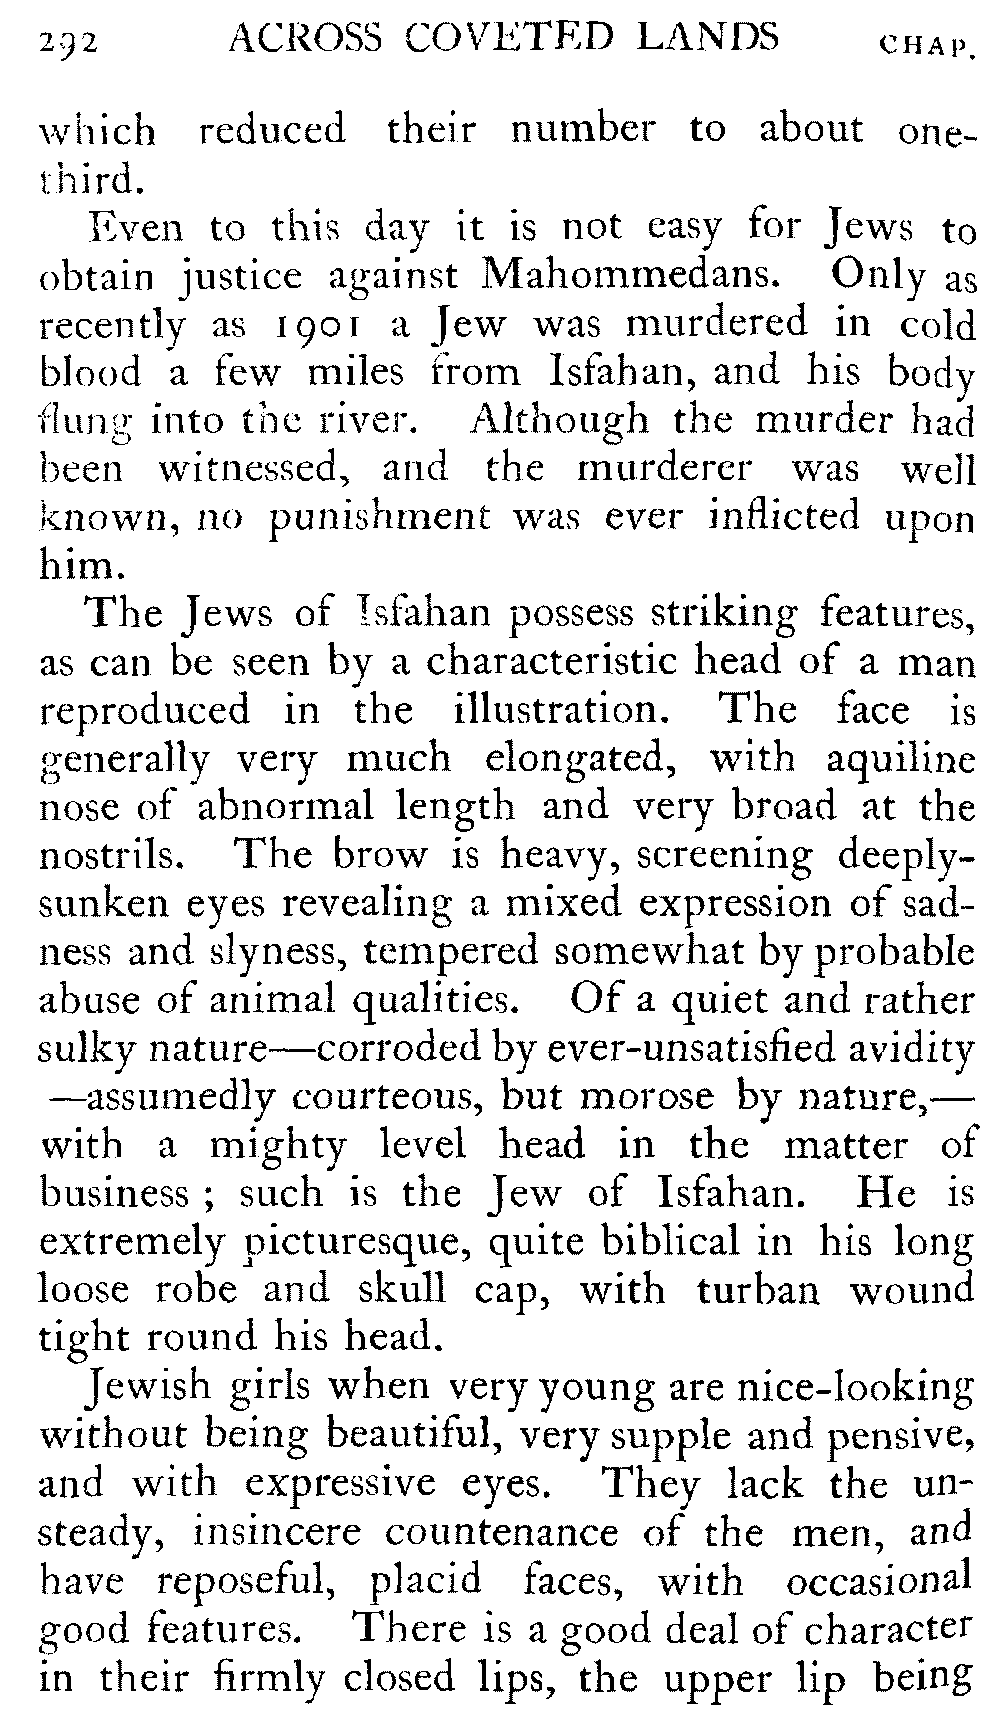 292 ACROSS COVETED LANDS CHAP.
which reduced their number to about one-
third.
Even to this day it is not easy for Jews to
obtain justice against Mahommedans. Only as
recently as 1901 a Jew was murdered in cold
blood a few miles from Isfahan, and his body
flung into the river. Although the murder had
been witnessed, and the murderer was well
known, no punishment was ever inflicted upon
him.
The Jews of Isfahan possess striking features,
as can be seen by a characteristic head of a man
reproduced in the illustration. The face is
generally very much elongated, with aquiline
nose of abnormal length and very broad at the
nostrils. The brow is heavy, screening deeply-
sunken eyes revealing a mixed expression of sad-
ness and slyness, tempered somewhat by probable
abuse of animal qualities. Of a quiet and rather
sulky nature—corroded by ever-unsatisfied avidity
—assumedly courteous, but morose by nature,—
with a mighty level head in the matter of
business ; such is the Jew of Isfahan. He is
extremely picturesque, quite biblical in his long
loose robe and skull cap, with turban wound
tight round his head.
Jewish girls when very young are nice-looking
without being beautiful, very supple and pensive,
and with expressive eyes. They lack the un-
steady, insincere countenance of the men, and
have reposeful, placid faces, with occasional
good features. There is a good deal of character
in their firmly closed lips, the upper lip being